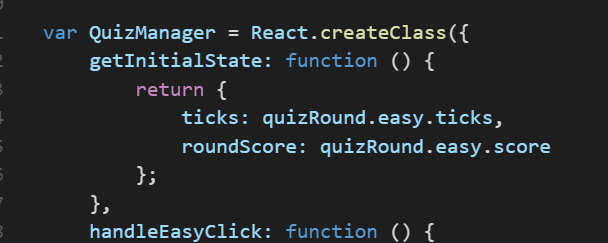 var QuizManager = React.createClass({
    getInitialState: function () {
        return {
            ticks: quizRound.easy.ticks,
            roundScore: quizRound.easy.score
        };
    },
    handleEasyClick: function () {